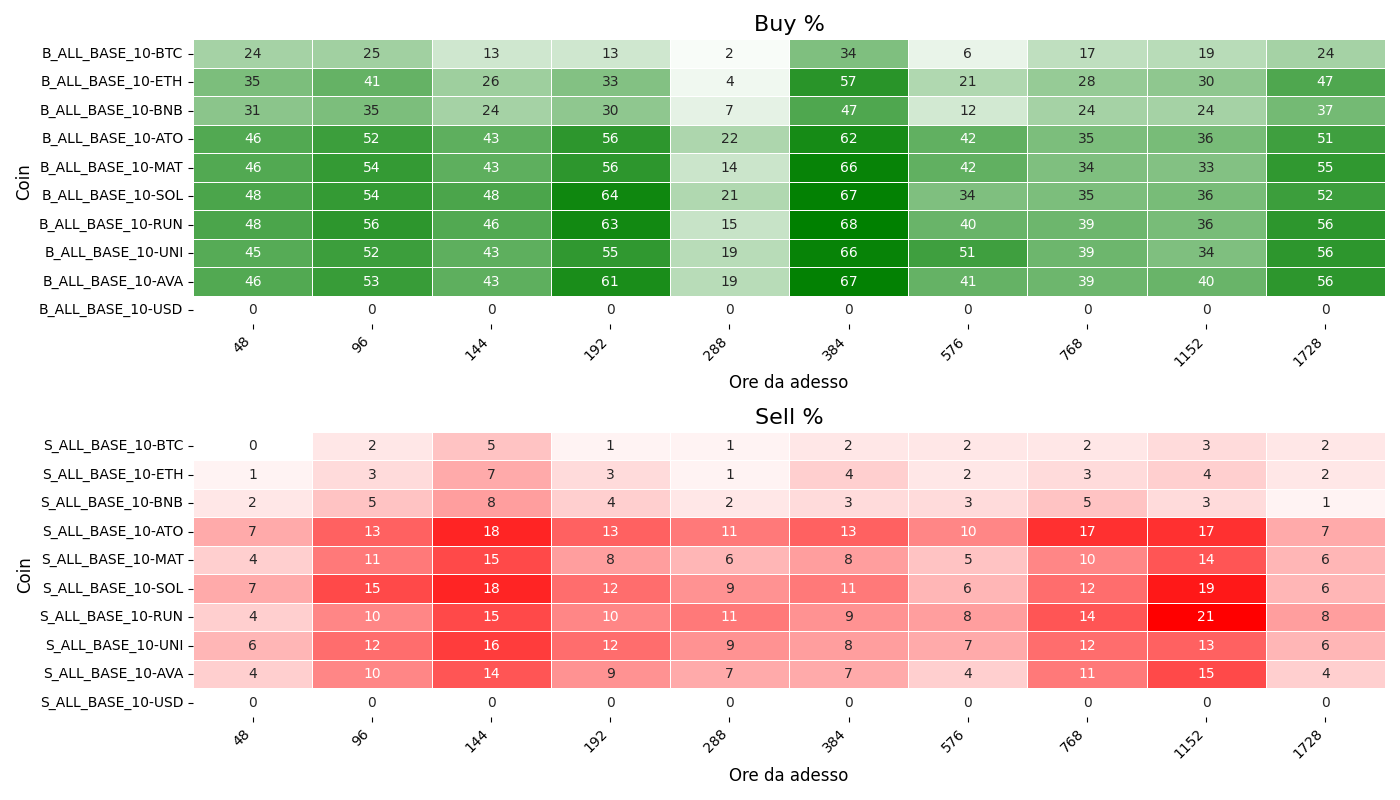 Buy %
Coin
B_ALL_BASE_10-BTC 24 25 13 13 2 34 6 17 19 24
B_ALL_BASE_10-ETH 35 41 26 33 4 57 21 28 30 47
B_ALL_BASE_10-BNB 31 35 24 30 7 47 12 24 24 37
B_ALL_BASE_10-ATO 46 52 43 56 22 62 42 35 36 51
B_ALL_BASE_10-MAT 46 54 43 56 14 66 42 34 33 55
B_ALL_BASE_10-SOL 48 54 48 64 21 67 34 35 36 52
B_ALL_BASE_10-RUN 48 56 46 63 15 68 40 39 36 56
B_ALL_BASE_10-UNI 45 52 43 55 19 66 51 39 34 56
B_ALL_BASE_10-AVA 46 53 43 61 19 67 41 39 40 56
B_ALL_BASE_10-USD 0 0 0 0 0 0 0 0 0 0
48 96 144 192 288 384 576 768 1152 1728
Ore da adesso
Sell %
Coin
S_ALL_BASE_10-BTC 0 2 5 1 1 2 2 2 3 2
S_ALL_BASE_10-ETH 1 3 7 3 1 4 2 3 4 2
S_ALL_BASE_10-BNB 2 5 8 4 2 3 3 5 3 1
S_ALL_BASE_10-ATO 7 13 18 13 11 13 10 17 17 7
S_ALL_BASE_10-MAT 4 11 15 8 6 8 5 10 14 6
S_ALL_BASE_10-SOL 7 15 18 12 9 11 6 12 19 6
S_ALL_BASE_10-RUN 4 10 15 10 11 9 8 14 21 8
S_ALL_BASE_10-UNI 6 12 16 12 9 8 7 12 13 6
S_ALL_BASE_10-AVA 4 10 14 9 7 7 4 11 15 4
S_ALL_BASE_10-USD 0 0 0 0 0 0 0 0 0 0
48 96 144 192 288 384 576 768 1152 1728
Ore da adesso